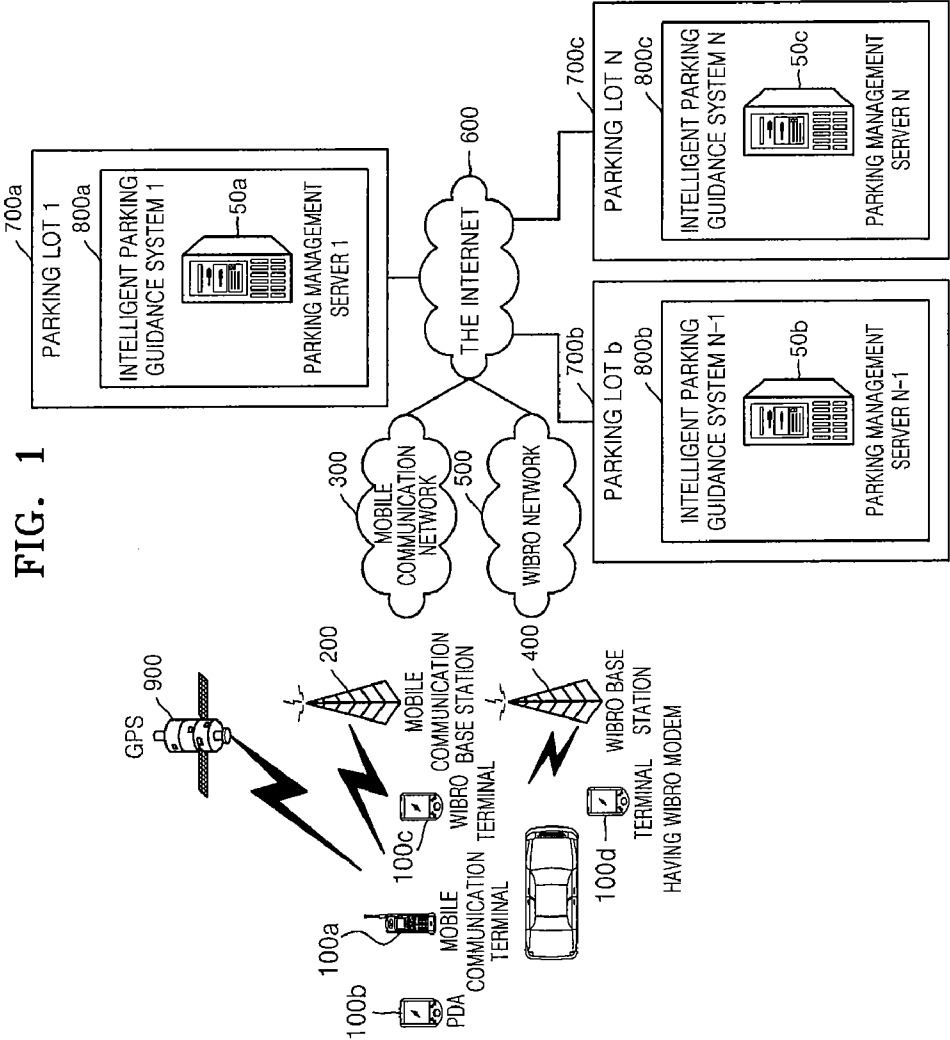 FIG. 1
GPS
900
100b
PDA
100a
MOBILE
COMMUNICATION
TERMINAL
100c
WIBRO
TERMINAL
100d
TERMINAL
HAVING WIBRO MODEM
200
MOBILE
COMMUNICATION
BASE STATION
400
WIBRO BASE
STATION
300
MOBILE
COMMUNICATION
NETWORK
500
WIBRO NETWORK
THE INTERNET
600
700a
PARKING LOT 1
800a
INTELLIGENT PARKING
GUIDANCE SYSTEM 1
50a
PARKING MANAGEMENT
SERVER 1
700b
PARKING LOT b
800b
INTELLIGENT PARKING
GUIDANCE SYSTEM N-1
50b
PARKING MANAGEMENT
SERVER N-1
700c
PARKING LOT N
800c
INTELLIGENT PARKING
GUIDANCE SYSTEM N
50c
PARKING MANAGEMENT
SERVER N